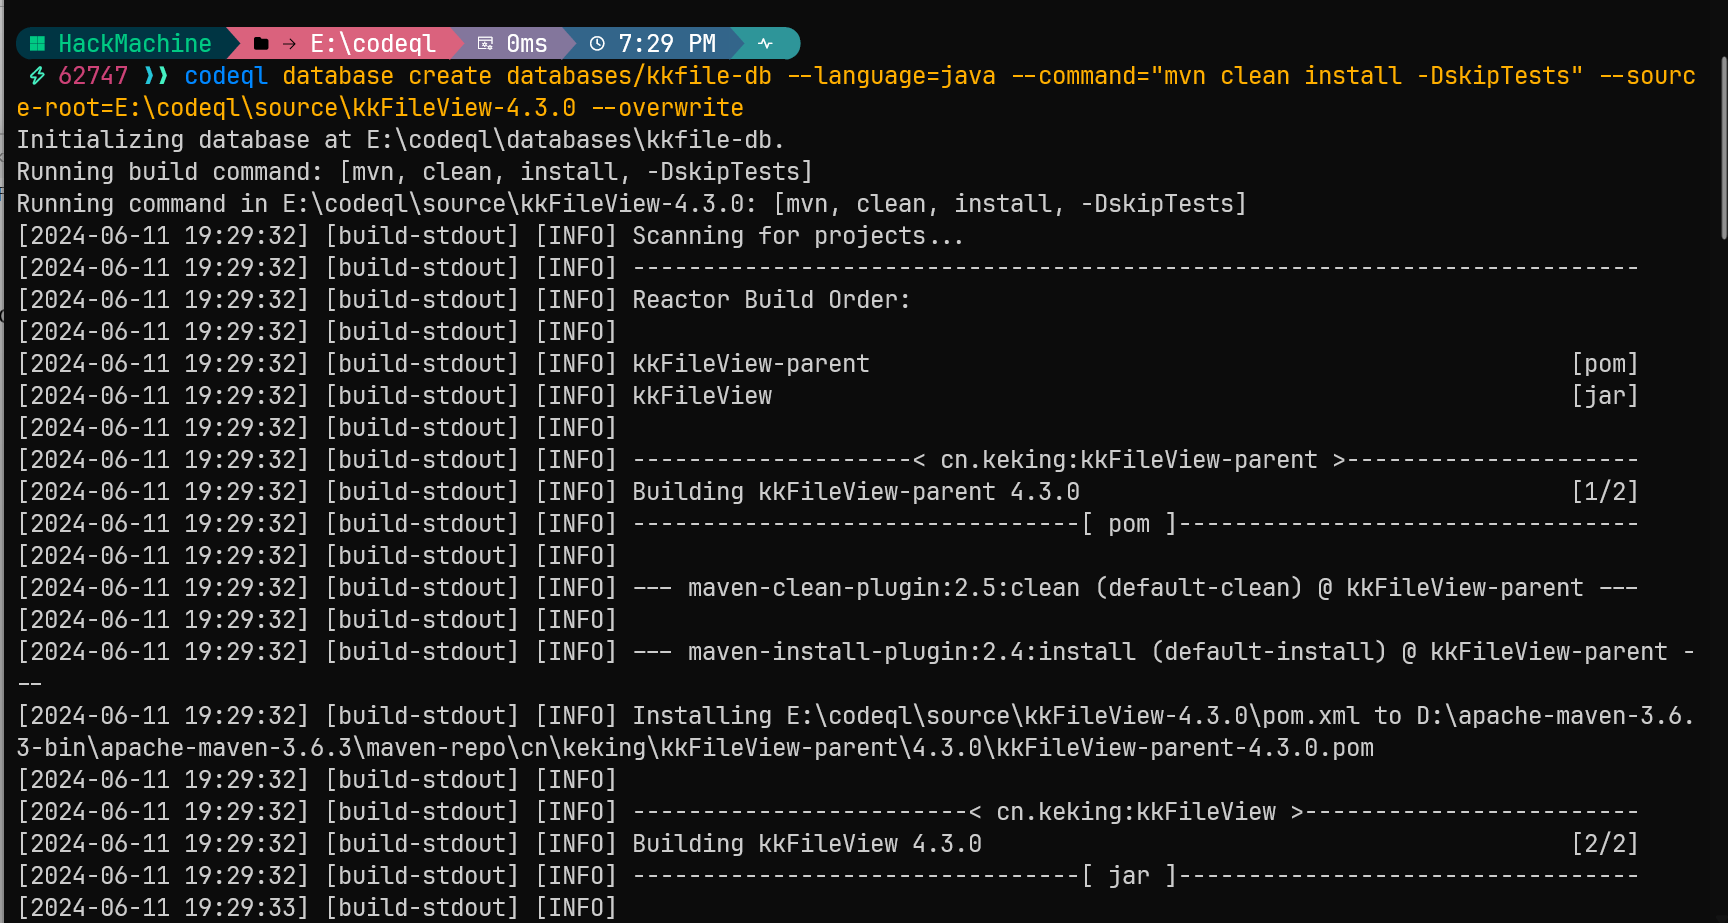 HackMachine → E:\codeql 0ms 7:29 PM
62747 ❯❯ codeql database create databases/kkfile-db --language=java --command="mvn clean install -DskipTests" --sourc
e-root=E:\codeql\source\kkFileView-4.3.0 --overwrite
Initializing database at E:\codeql\databases\kkfile-db.
Running build command: [mvn, clean, install, -DskipTests]
Running command in E:\codeql\source\kkFileView-4.3.0: [mvn, clean, install, -DskipTests]
[2024-06-11 19:29:32] [build-stdout] [INFO] Scanning for projects...
[2024-06-11 19:29:32] [build-stdout] [INFO] ------------------------------------------------------------------------
[2024-06-11 19:29:32] [build-stdout] [INFO] Reactor Build Order:
[2024-06-11 19:29:32] [build-stdout] [INFO]
[2024-06-11 19:29:32] [build-stdout] [INFO] kkFileView-parent                                                  [pom]
[2024-06-11 19:29:32] [build-stdout] [INFO] kkFileView                                                         [jar]
[2024-06-11 19:29:32] [build-stdout] [INFO]
[2024-06-11 19:29:32] [build-stdout] [INFO] --------------------< cn.keking:kkFileView-parent >---------------------
[2024-06-11 19:29:32] [build-stdout] [INFO] Building kkFileView-parent 4.3.0                                   [1/2]
[2024-06-11 19:29:32] [build-stdout] [INFO] --------------------------------[ pom ]---------------------------------
[2024-06-11 19:29:32] [build-stdout] [INFO]
[2024-06-11 19:29:32] [build-stdout] [INFO] --- maven-clean-plugin:2.5:clean (default-clean) @ kkFileView-parent ---
[2024-06-11 19:29:32] [build-stdout] [INFO]
[2024-06-11 19:29:32] [build-stdout] [INFO] --- maven-install-plugin:2.4:install (default-install) @ kkFileView-parent -
--
[2024-06-11 19:29:32] [build-stdout] [INFO] Installing E:\codeql\source\kkFileView-4.3.0\pom.xml to D:\apache-maven-3.6.
3-bin\apache-maven-3.6.3\maven-repo\cn\keking\kkFileView-parent\4.3.0\kkFileView-parent-4.3.0.pom
[2024-06-11 19:29:32] [build-stdout] [INFO]
[2024-06-11 19:29:32] [build-stdout] [INFO] ------------------------< cn.keking:kkFileView >------------------------
[2024-06-11 19:29:32] [build-stdout] [INFO] Building kkFileView 4.3.0                                          [2/2]
[2024-06-11 19:29:32] [build-stdout] [INFO] --------------------------------[ jar ]---------------------------------
[2024-06-11 19:29:33] [build-stdout] [INFO]